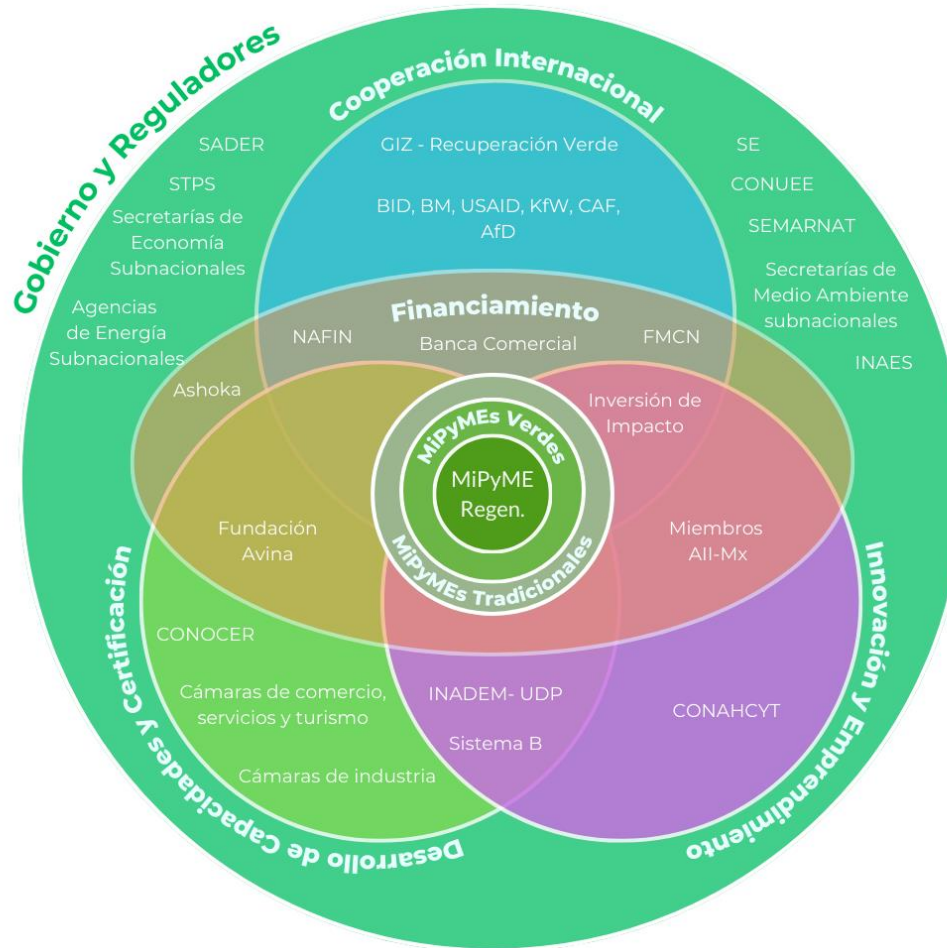 Gobierno y Reguladores
Cooperación Internacional
SADER
STPS
Secretarías de
Economía
Subnacionales
Agencias
de Energía
Subnacionales
GIZ - Recuperación Verde
BID, BM, USAID, KfW, CAF,
AfD
SE
CONUEE
SEMARNAT
Secretarías de
Medio Ambiente
subnacionales
INAES
Financiamiento
NAFIN
Banca Comercial
FMCN
Ashoka
Inversión de
Impacto
MiPyMEs Verdes
MiPyME
Regen.
MiPyMEs Tradicionales
Fundación
Avina
Miembros
AII-Mx
CONOCER
Cámaras de comercio,
servicios y turismo
Cámaras de industria
INADEM- UDP
Sistema B
CONAHCYT
Desarrollo de Capacidades y Certificación
Innovación y Emprendimiento